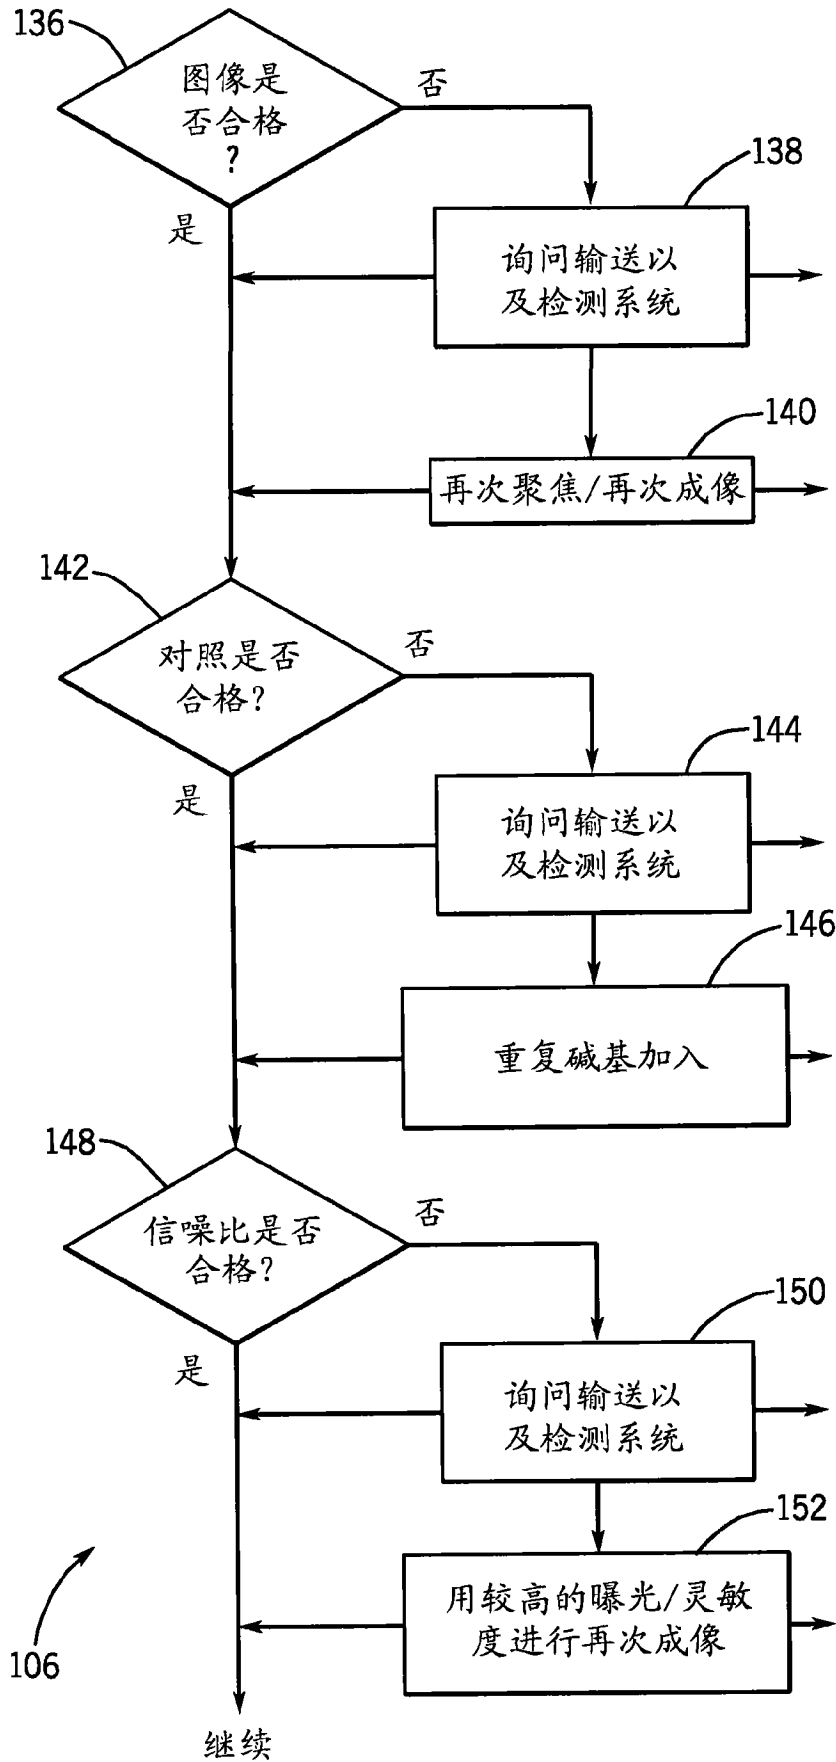 136
图像是
否合格
?
否
是
138
询问输送以
及检测系统
140
再次聚焦/再次成像
142
对照是否
合格?
否
是
144
询问输送以
及检测系统
146
重复碱基加入
148
信噪比是否
合格?
否
是
150
询问输送以
及检测系统
152
用较高的曝光/灵敏
度进行再次成像
106
继续